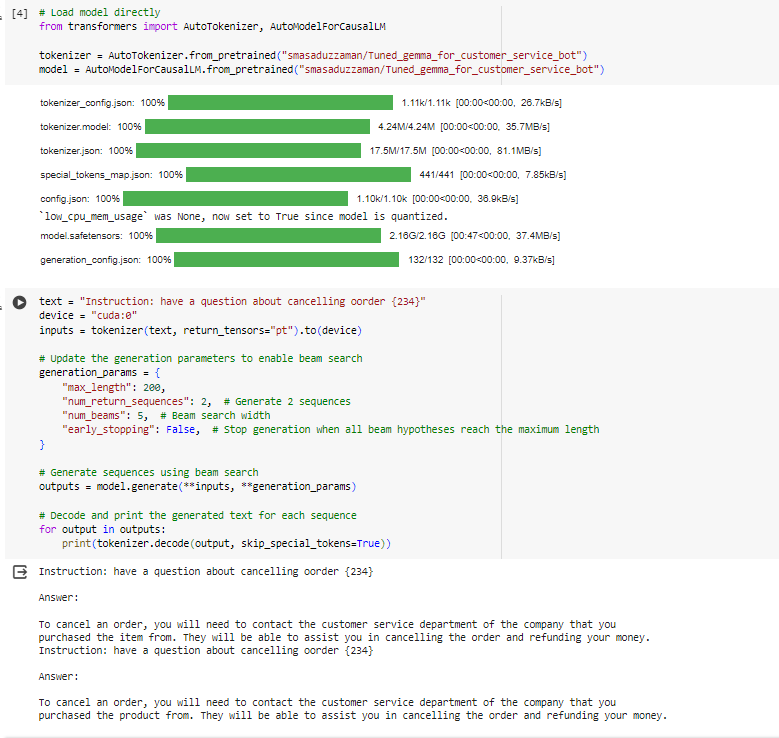 [4] # Load model directly
from transformers import AutoTokenizer, AutoModelForCausalLM
tokenizer = AutoTokenizer.from_pretrained("smasaduzzaman/Tuned_gemma_for_customer_service_bot")
model = AutoModelForCausalLM.from_pretrained("smasaduzzaman/Tuned_gemma_for_customer_service_bot")
tokenizer_config.json: 100% 1.11k/1.11k [00:00<00:00, 26.7kB/s]
tokenizer.model: 100% 4.24M/4.24M [00:00<00:00, 35.7MB/s]
tokenizer.json: 100% 17.5M/17.5M [00:00<00:00, 81.1MB/s]
special_tokens_map.json: 100% 441/441 [00:00<00:00, 7.85kB/s]
config.json: 100% 1.10k/1.10k [00:00<00:00, 36.9kB/s]
`low_cpu_mem_usage` was None, now set to True since model is quantized.
model.safetensors: 100% 2.16G/2.16G [00:47<00:00, 37.4MB/s]
generation_config.json: 100% 132/132 [00:00<00:00, 9.37kB/s]
text = "Instruction: have a question about cancelling oorder {234}"
device = "cuda:0"
inputs = tokenizer(text, return_tensors="pt").to(device)
# Update the generation parameters to enable beam search
generation_params = {
    "max_length": 200,
    "num_return_sequences": 2,  # Generate 2 sequences
    "num_beams": 5,  # Beam search width
    "early_stopping": False,  # Stop generation when all beam hypotheses reach the maximum length
}
# Generate sequences using beam search
outputs = model.generate(**inputs, **generation_params)
# Decode and print the generated text for each sequence
for output in outputs:
    print(tokenizer.decode(output, skip_special_tokens=True))
Instruction: have a question about cancelling oorder {234}
Answer:
To cancel an order, you will need to contact the customer service department of the company that you
purchased the item from. They will be able to assist you in cancelling the order and refunding your money.
Instruction: have a question about cancelling oorder {234}
Answer:
To cancel an order, you will need to contact the customer service department of the company that you
purchased the product from. They will be able to assist you in cancelling the order and refunding your money.